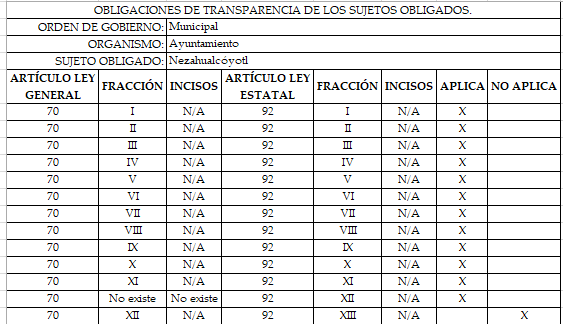 OBLIGACIONES DE TRANSPARENCIA DE LOS SUJETOS OBLIGADOS.
ORDEN DE GOBIERNO: Municipal
ORGANISMO: Ayuntamiento
SUJETO OBLIGADO: Nezahualcóyotl
ARTÍCULO LEY GENERAL FRACCIÓN INCISOS ARTÍCULO LEY ESTATAL FRACCIÓN INCISOS APLICA NO APLICA
70 I N/A 92 I N/A X
70 II N/A 92 II N/A X
70 III N/A 92 III N/A X
70 IV N/A 92 IV N/A X
70 V N/A 92 V N/A X
70 VI N/A 92 VI N/A X
70 VII N/A 92 VII N/A X
70 VIII N/A 92 VIII N/A X
70 IX N/A 92 IX N/A X
70 X N/A 92 X N/A X
70 XI N/A 92 XI N/A X
70 No existe No existe 92 XII N/A X
70 XII N/A 92 XIII N/A X